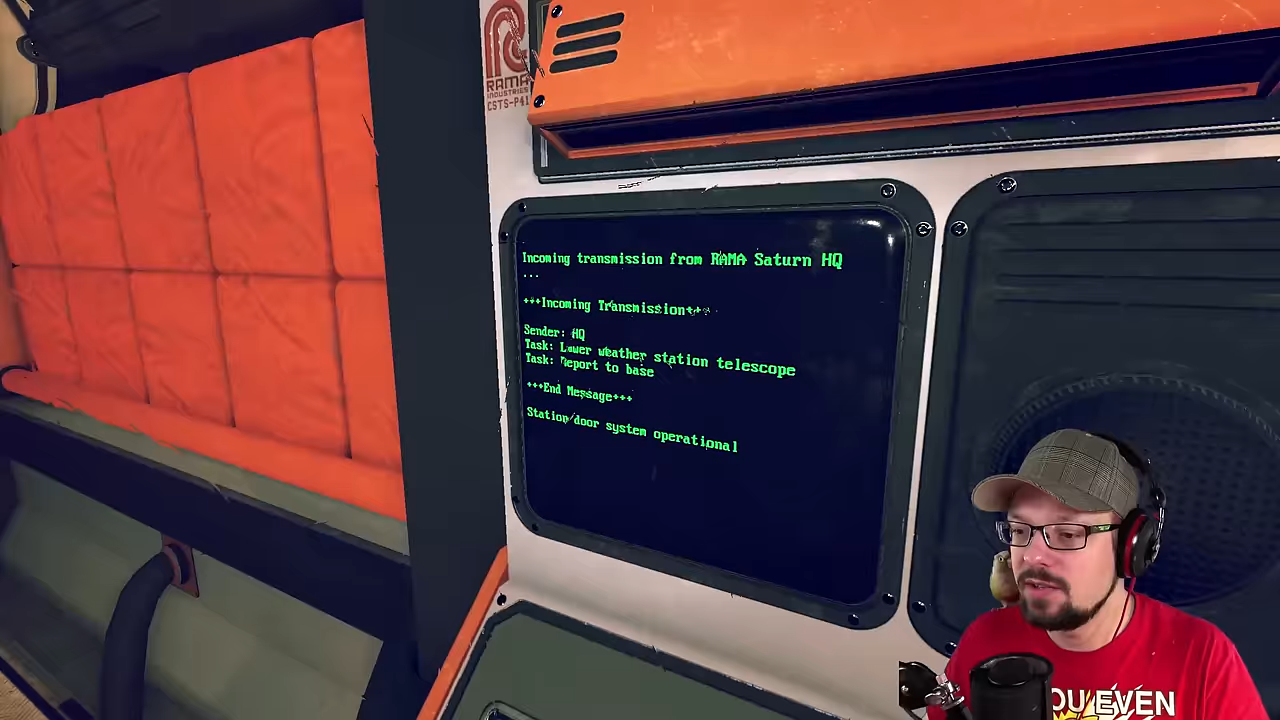 RAMA
INDUSTRIES
CSTS-P41
Incoming transmission from RAMA Saturn HQ
...
+++Incoming Transmission+++
Sender: HQ
Task: Lower weather station telescope
Task: Report to base
+++End Message+++
Station door system operational
OU EVEN